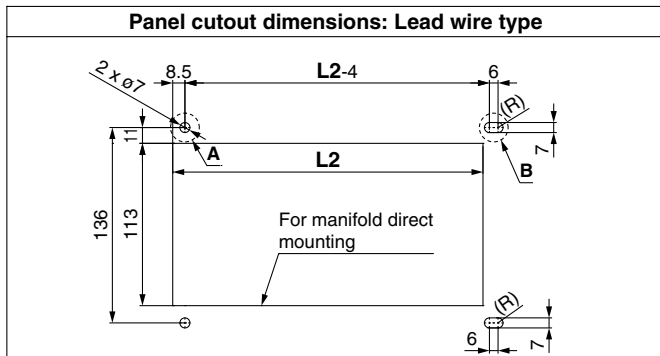 Panel cutout dimensions: Lead wire type
8.5
L2-4
6
2 x ø7
(R)
11
A
7
L2
B
136
113
For manifold direct
mounting
(R)
6
7